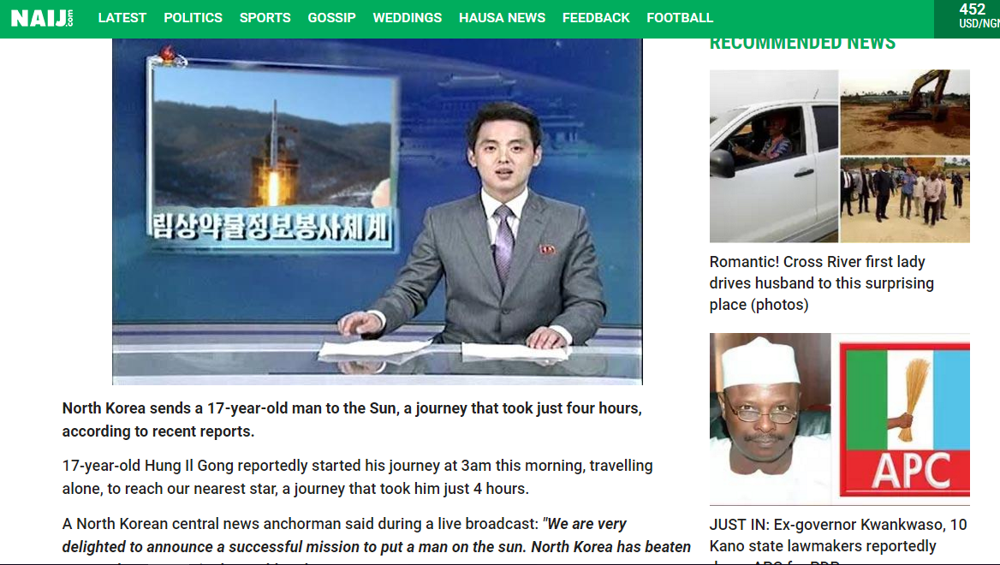 NAIJ.com LATEST POLITICS SPORTS GOSSIP WEDDINGS HAUSA NEWS FEEDBACK FOOTBALL
452
USD/NGN
림상약물정보봉사체계
North Korea sends a 17-year-old man to the Sun, a journey that took just four hours,
according to recent reports.
17-year-old Hung Il Gong reportedly started his journey at 3am this morning, travelling
alone, to reach our nearest star, a journey that took him just 4 hours.
A North Korean central news anchorman said during a live broadcast: "We are very
delighted to announce a successful mission to put a man on the sun. North Korea has beaten
RECOMMENDED NEWS
Romantic! Cross River first lady
drives husband to this surprising
place (photos)
APC
JUST IN: Ex-governor Kwankwaso, 10
Kano state lawmakers reportedly